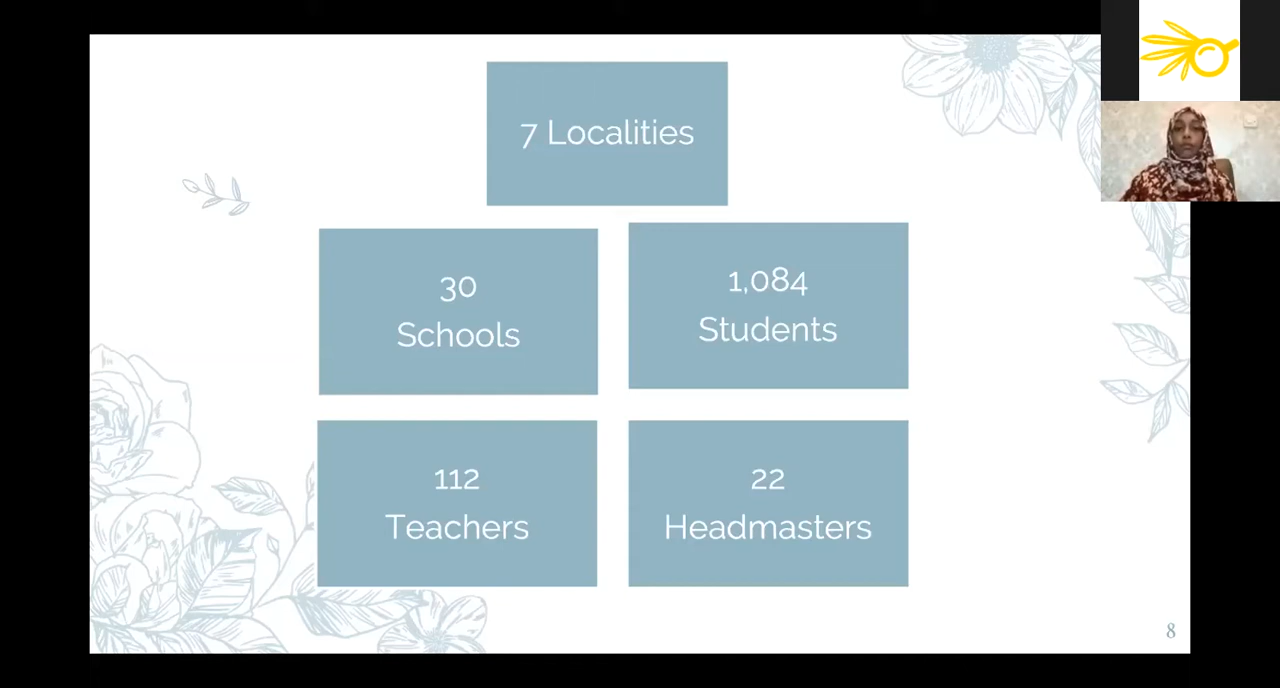 7 Localities
30
Schools
1,084
Students
112
Teachers
22
Headmasters
8